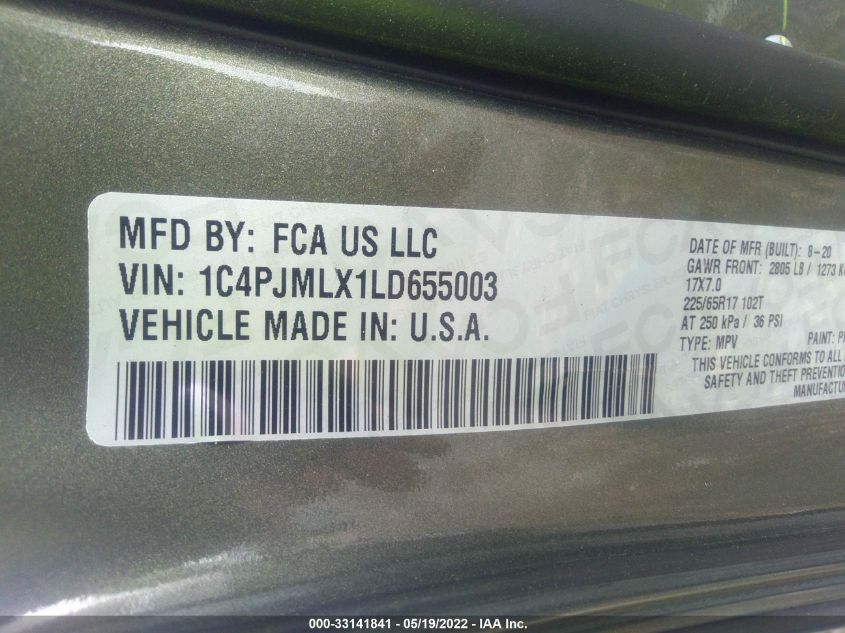 MFD BY: FCA US LLC
VIN: 1C4PJMLX1LD655003
VEHICLE MADE IN: U.S.A.
DATE OF MFR (BUILT): 8-20
GAWR FRONT: 2805 LB / 1273 K
17X7.0
225/65R17 102T
AT 250 kPa / 36 PSI
TYPE: MPV PAINT: P
THIS VEHICLE CONFORMS TO ALL
SAFETY AND THEFT PREVENTIO
MANUFACTU
000-33141841 - 05/19/2022 - IAA Inc.